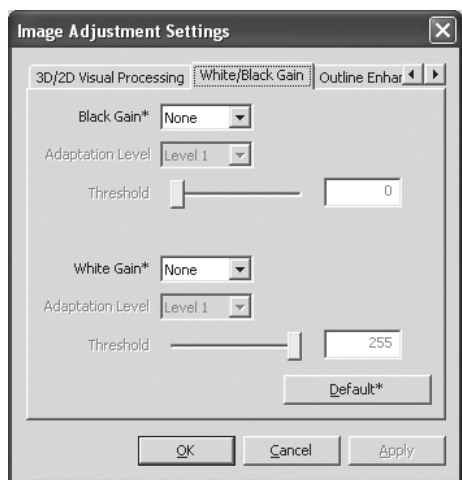 Image Adjustment Settings
3D/2D Visual Processing White/Black Gain Outline Enhar
Black Gain* None
Adaptation Level Level 1
Threshold 0
White Gain* None
Adaptation Level Level 1
Threshold 255
Default*
OK Cancel Apply